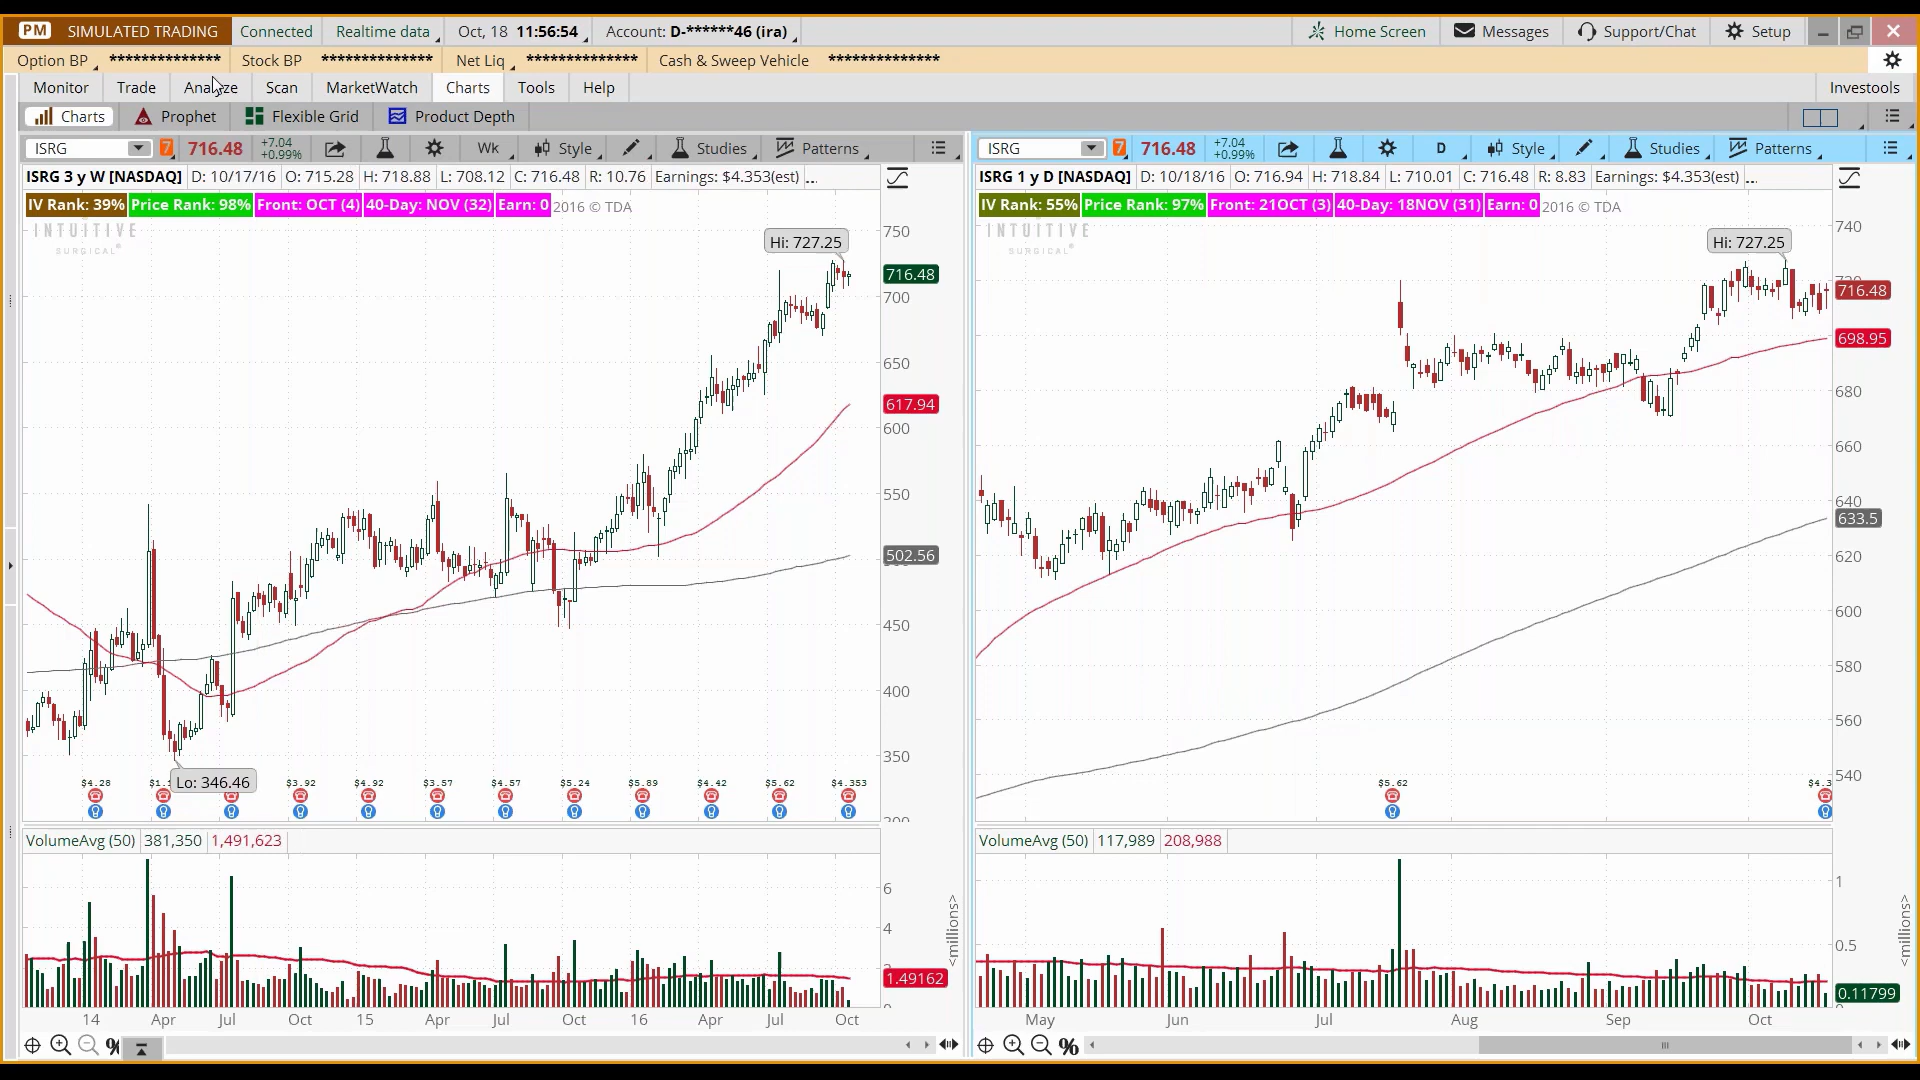 PM SIMULATED TRADING Connected Realtime data Oct, 18 11:56:54 Account: D-******46 (ira) Home Screen Messages Support/Chat Setup
Option BP ************** Stock BP ************** Net Liq ************** Cash & Sweep Vehicle **************
Monitor Trade Analyze Scan MarketWatch Charts Tools Help Investools
Charts Prophet Flexible Grid Product Depth
ISRG 7 716.48 +7.04 +0.99% Wk Style Studies Patterns
ISRG 3 y W [NASDAQ] D: 10/17/16 O: 715.28 H: 718.88 L: 708.12 C: 716.48 R: 10.76 Earnings: $4.353(est) ...
IV Rank: 39% Price Rank: 98% Front: OCT (4) 40-Day: NOV (32) Earn: 0 2016 © TDA
INTUITIVE
SURGICAL®
Hi: 727.25
750
716.48
700
650
617.94
600
550
502.56
450
400
350
Lo: 346.46
$4.28 $3.92 $4.92 $3.57 $4.57 $5.24 $5.89 $4.42 $5.62 $4.353
VolumeAvg (50) 381,350 1,491,623
6
4
<millions>
1.49162
14 Apr Jul Oct 15 Apr Jul Oct 16 Apr Jul Oct
%
ISRG 7 716.48 +7.04 +0.99% D Style Studies Patterns
ISRG 1 y D [NASDAQ] D: 10/18/16 O: 716.94 H: 718.84 L: 710.01 C: 716.48 R: 8.83 Earnings: $4.353(est) ...
IV Rank: 55% Price Rank: 97% Front: 21OCT (3) 40-Day: 18NOV (31) Earn: 0 2016 © TDA
INTUITIVE
SURGICAL®
Hi: 727.25
740
716.48
698.95
680
660
640
633.5
620
600
580
560
540
$5.62 $4.3
VolumeAvg (50) 117,989 208,988
1
0.5
<millions>
0.11799
May Jun Jul Aug Sep Oct
%